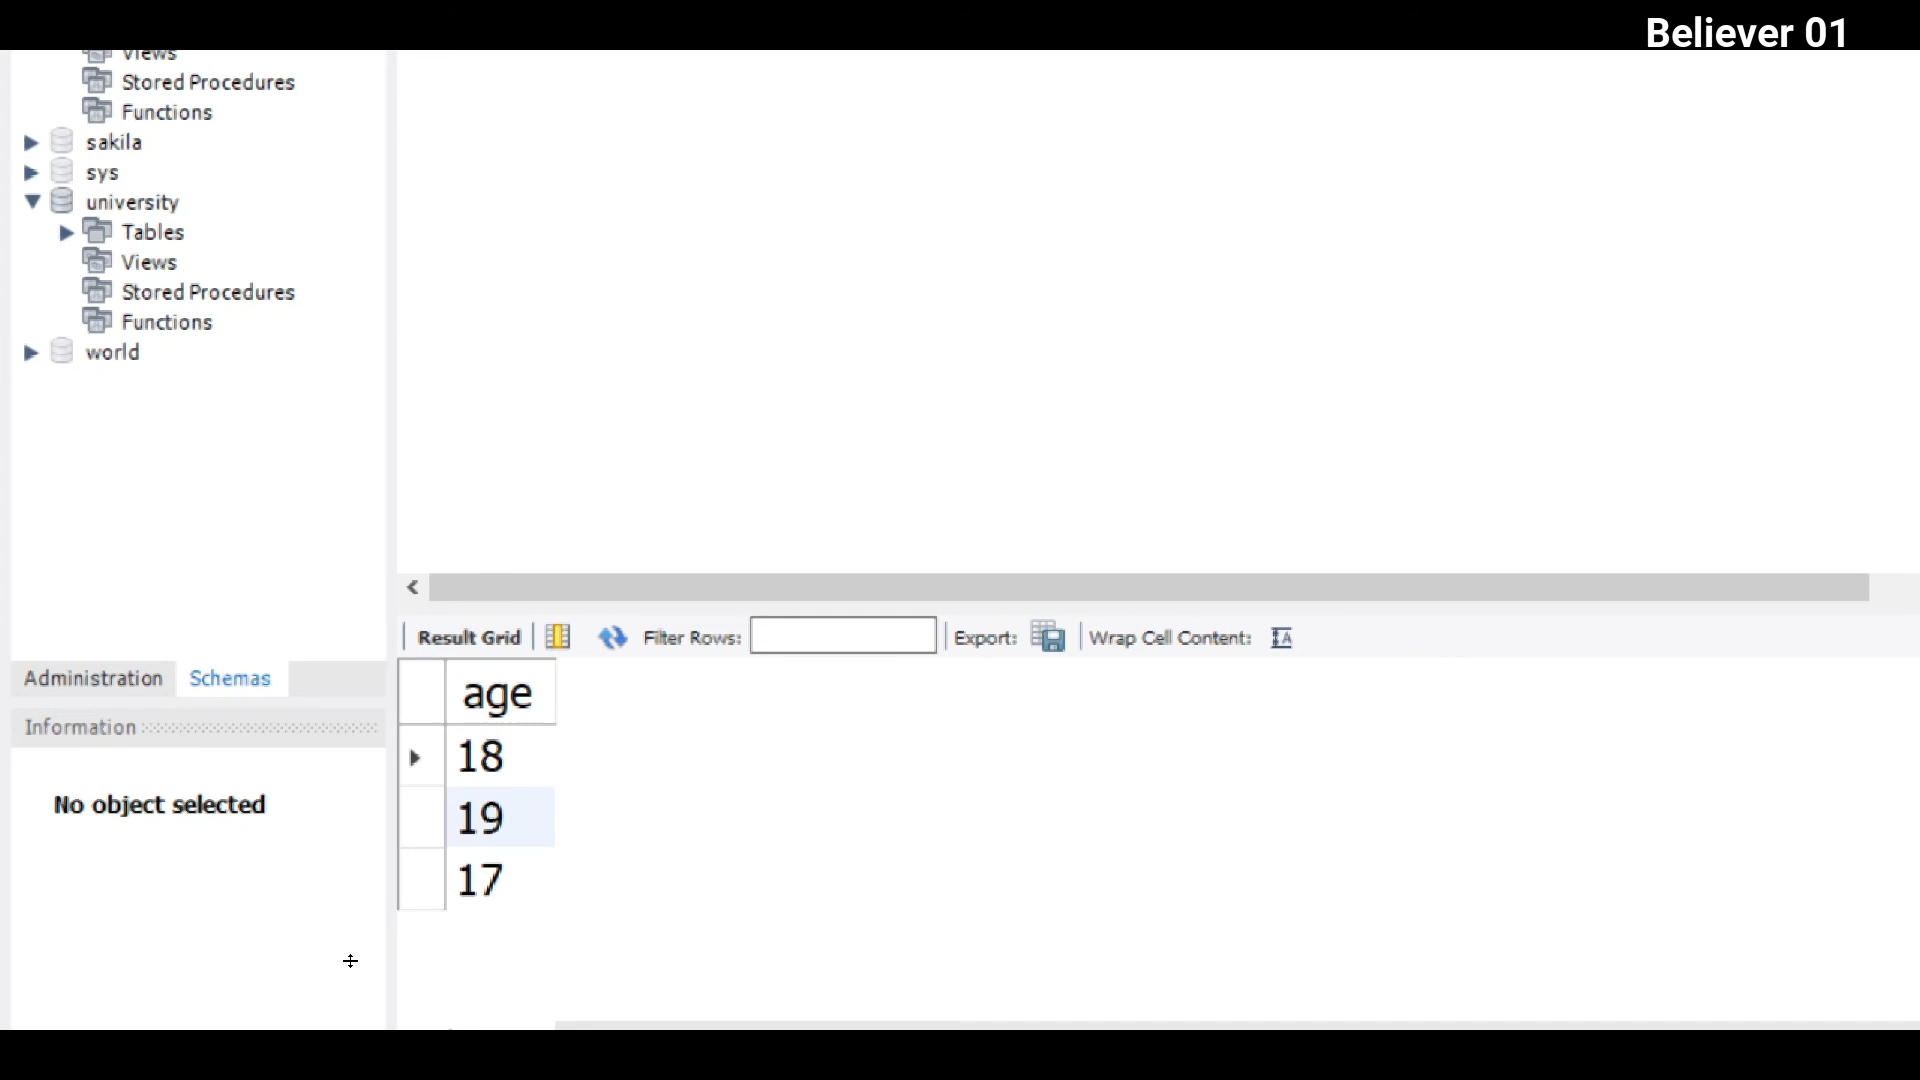 Believer 01
Views
Stored Procedures
Functions
sakila
sys
university
Tables
Views
Stored Procedures
Functions
world
Administration Schemas
Information
No object selected
Result Grid Filter Rows: Export: Wrap Cell Content:
age
18
19
17